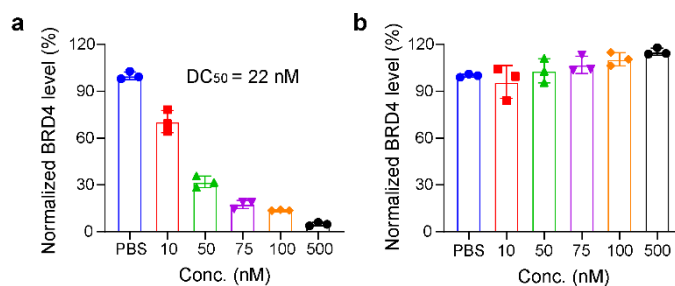 a
Normalized BRD4 level (%)
120
90
60
30
0
DC₅₀ = 22 nM
PBS 10 50 75 100 500
Conc. (nM)
b
Normalized BRD4 level (%)
120
90
60
30
0
PBS 10 50 75 100 500
Conc. (nM)